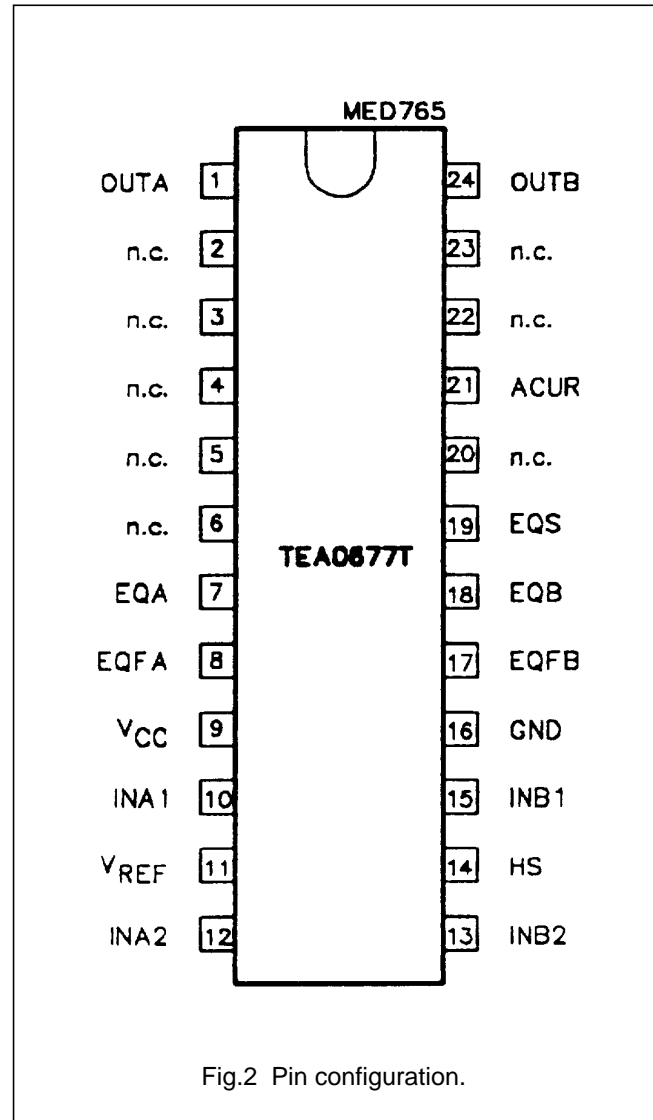 MED765
OUTA 1 24 OUTB
n.c. 2 23 n.c.
n.c. 3 22 n.c.
n.c. 4 21 ACUR
n.c. 5 20 n.c.
n.c. 6 19 EQS
TEA0677T
EQA 7 18 EQB
EQFA 8 17 EQFB
VCC 9 16 GND
INA1 10 15 INB1
VREF 11 14 HS
INA2 12 13 INB2
Fig.2 Pin configuration.